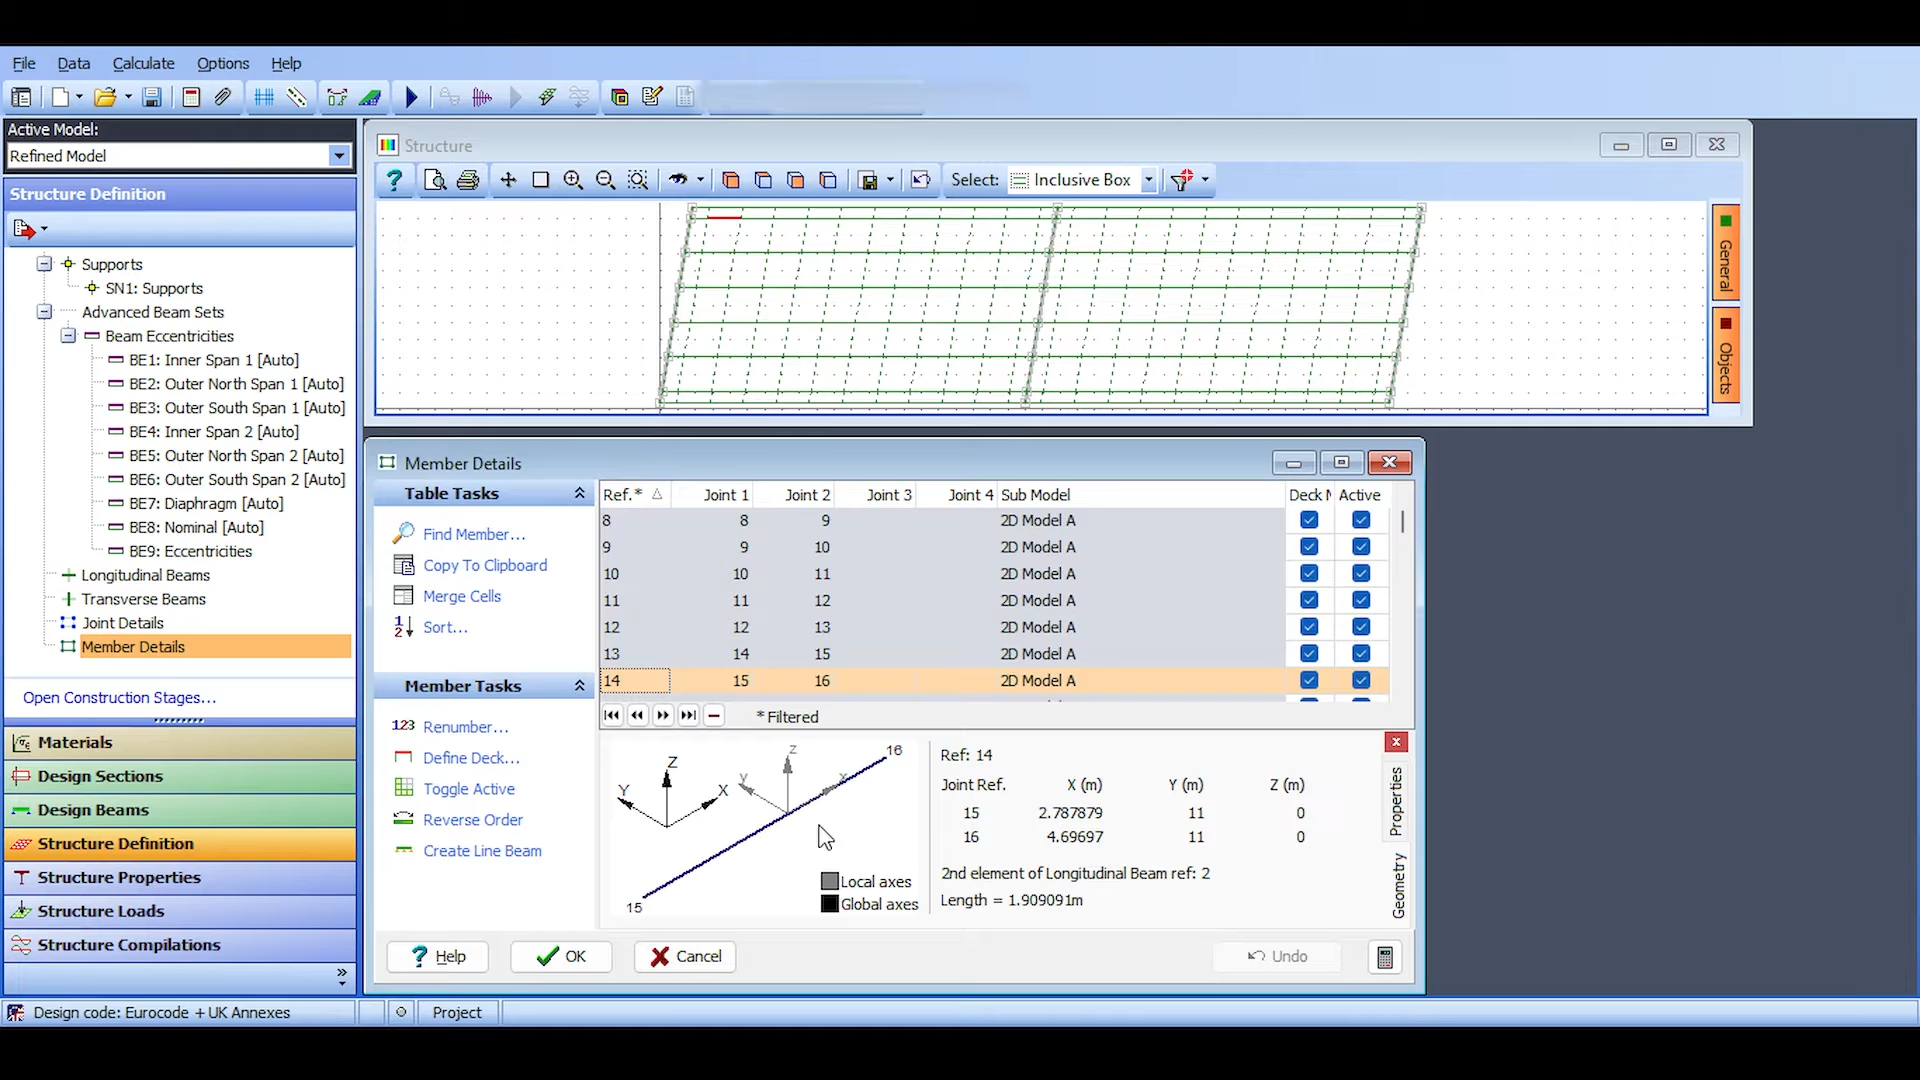 File Data Calculate Options Help
Active Model:
Refined Model
Structure Definition
Supports
SN1: Supports
Advanced Beam Sets
Beam Eccentricities
BE1: Inner Span 1 [Auto]
BE2: Outer North Span 1 [Auto]
BE3: Outer South Span 1 [Auto]
BE4: Inner Span 2 [Auto]
BE5: Outer North Span 2 [Auto]
BE6: Outer South Span 2 [Auto]
BE7: Diaphragm [Auto]
BE8: Nominal [Auto]
BE9: Eccentricities
Longitudinal Beams
Transverse Beams
Joint Details
Member Details
Open Construction Stages...
Materials
Design Sections
Design Beams
Structure Definition
Structure Properties
Structure Loads
Structure Compilations
Structure
Select: Inclusive Box
General
Objects
Member Details
Table Tasks
Find Member...
Copy To Clipboard
Merge Cells
Sort...
Member Tasks
123 Renumber...
Define Deck...
Toggle Active
Reverse Order
Create Line Beam
Ref.* Joint 1 Joint 2 Joint 3 Joint 4 Sub Model Deck M Active
8 8 9 2D Model A
9 9 10 2D Model A
10 10 11 2D Model A
11 11 12 2D Model A
12 12 13 2D Model A
13 14 15 2D Model A
14 15 16 2D Model A
* Filtered
Z
Y
X
z
y
x
16
15
Local axes
Global axes
Ref: 14
Joint Ref. X (m) Y (m) Z (m)
15 2.787879 11 0
16 4.69697 11 0
2nd element of Longitudinal Beam ref: 2
Length = 1.909091m
Properties
Geometry
Help OK Cancel Undo
Design code: Eurocode + UK Annexes Project